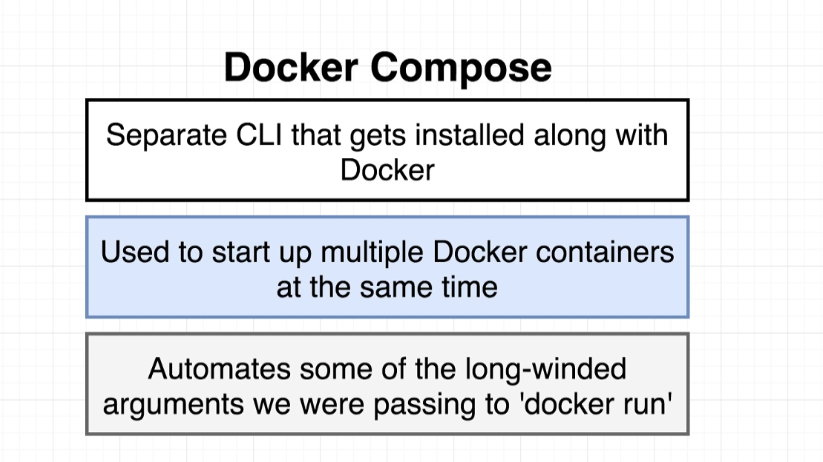 Docker Compose
Separate CLI that gets installed along with
Docker
Used to start up multiple Docker containers
at the same time
Automates some of the long-winded
arguments we were passing to 'docker run'